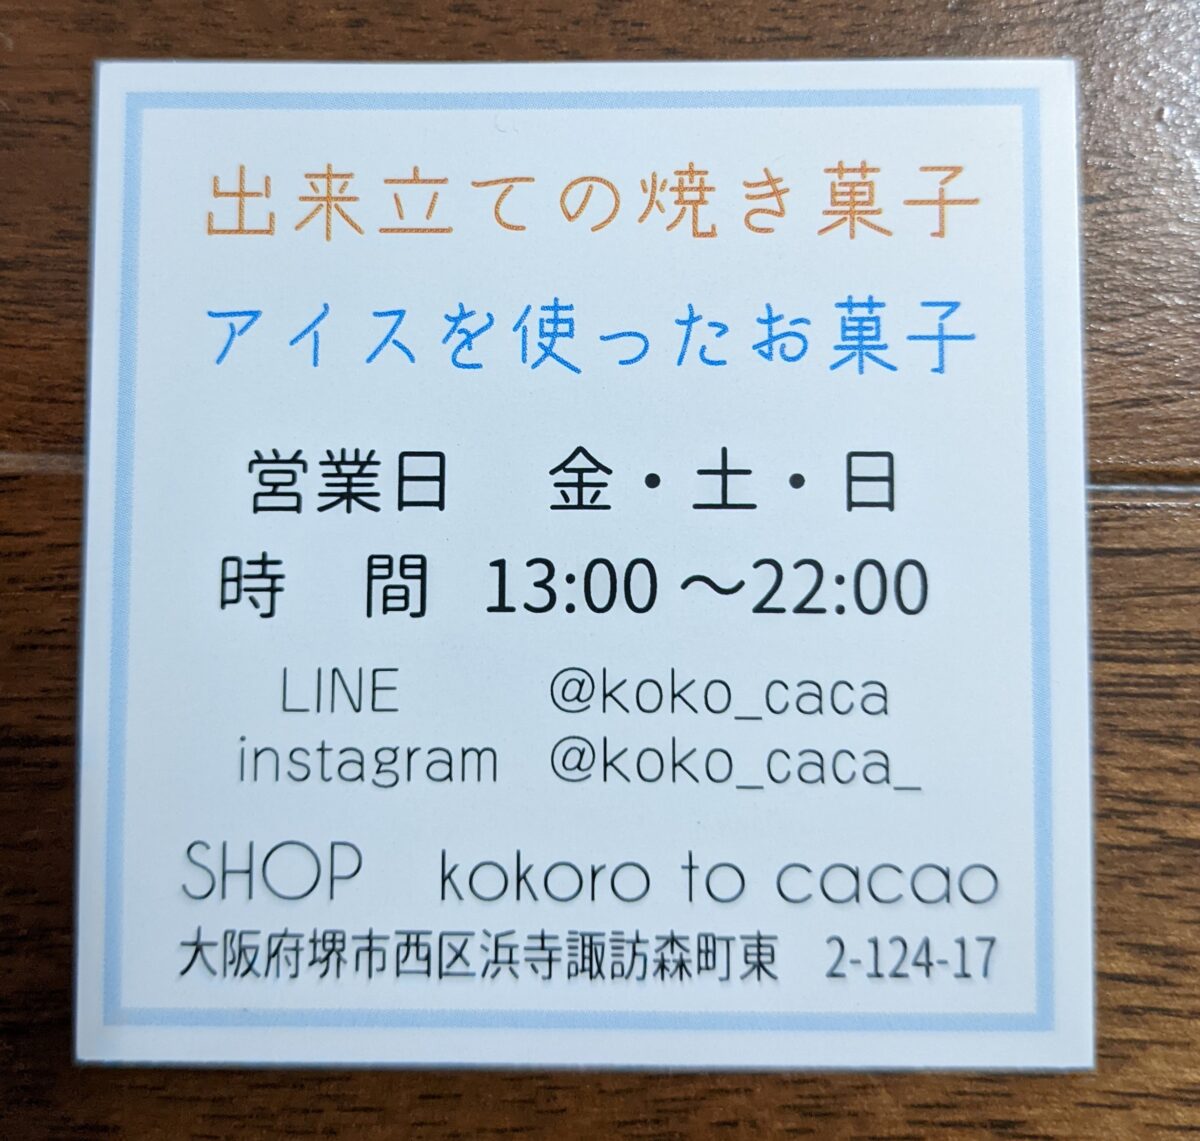 出来立ての焼き菓子
アイスを使ったお菓子
営業日　金・土・日
時　間　13:00 〜22:00
LINE　@koko_caca
instagram　@koko_caca_
SHOP　kokoro to cacao
大阪府堺市西区浜寺諏訪森町東　2-124-17